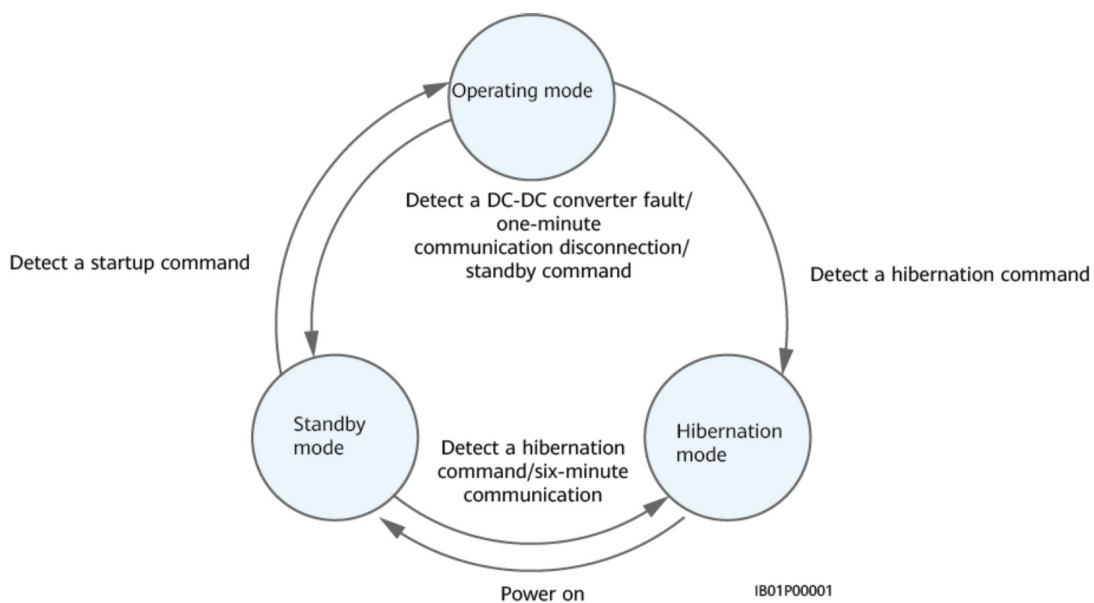 Operating mode
Detect a DC-DC converter fault/
one-minute
communication disconnection/
standby command
Detect a startup command
Detect a hibernation command
Standby
mode
Detect a hibernation
command/six-minute
communication
Hibernation
mode
Power on
IB01P00001